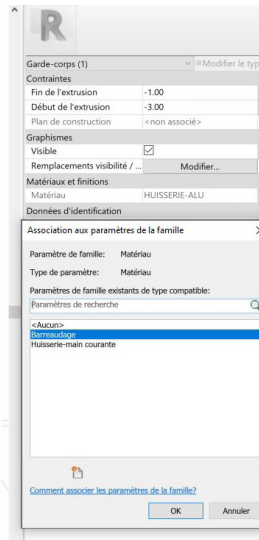 R
Garde-corps (1) Modifier le typ
Contraintes
Fin de l'extrusion -1.00
Début de l'extrusion -3.00
Plan de construction <non associé>
Graphismes
Visible
Remplacements visibilité / ... Modifier...
Matériaux et finitions
Matériau HUISSERIE-ALU
Données d'identification
Association aux paramètres de la famille
Paramètre de famille: Matériau
Type de paramètre: Matériau
Paramètres de famille existants de type compatible:
Paramètres de recherche
<Aucun>
Barreaudage
Huisserie-main courante
Comment associer les paramètres de la famille?
OK Annuler